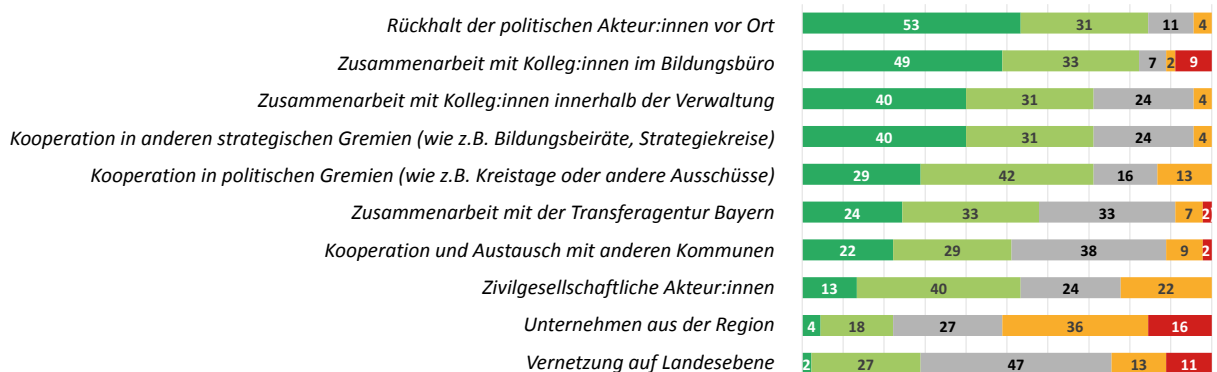 Rückhalt der politischen Akteur:innen vor Ort 53 31 11 4
Zusammenarbeit mit Kolleg:innen im Bildungsbüro 49 33 7 2 9
Zusammenarbeit mit Kolleg:innen innerhalb der Verwaltung 40 31 24 4
Kooperation in anderen strategischen Gremien (wie z.B. Bildungsbeiräte, Strategiekreise) 40 31 24 4
Kooperation in politischen Gremien (wie z.B. Kreistage oder andere Ausschüsse) 29 42 16 13
Zusammenarbeit mit der Transferagentur Bayern 24 33 33 7 2
Kooperation und Austausch mit anderen Kommunen 22 29 38 9 2
Zivilgesellschaftliche Akteur:innen 13 40 24 22
Unternehmen aus der Region 4 18 27 36 16
Vernetzung auf Landesebene 2 27 47 13 11